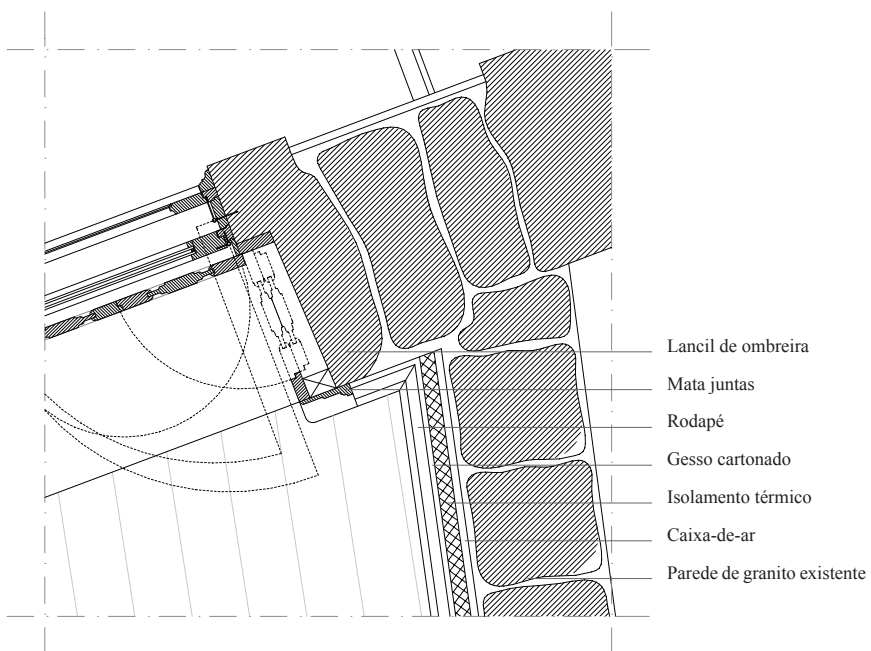 Lancil de ombreira
Mata juntas
Rodapé
Gesso cartonado
Isolamento térmico
Caixa-de-ar
Parede de granito existente